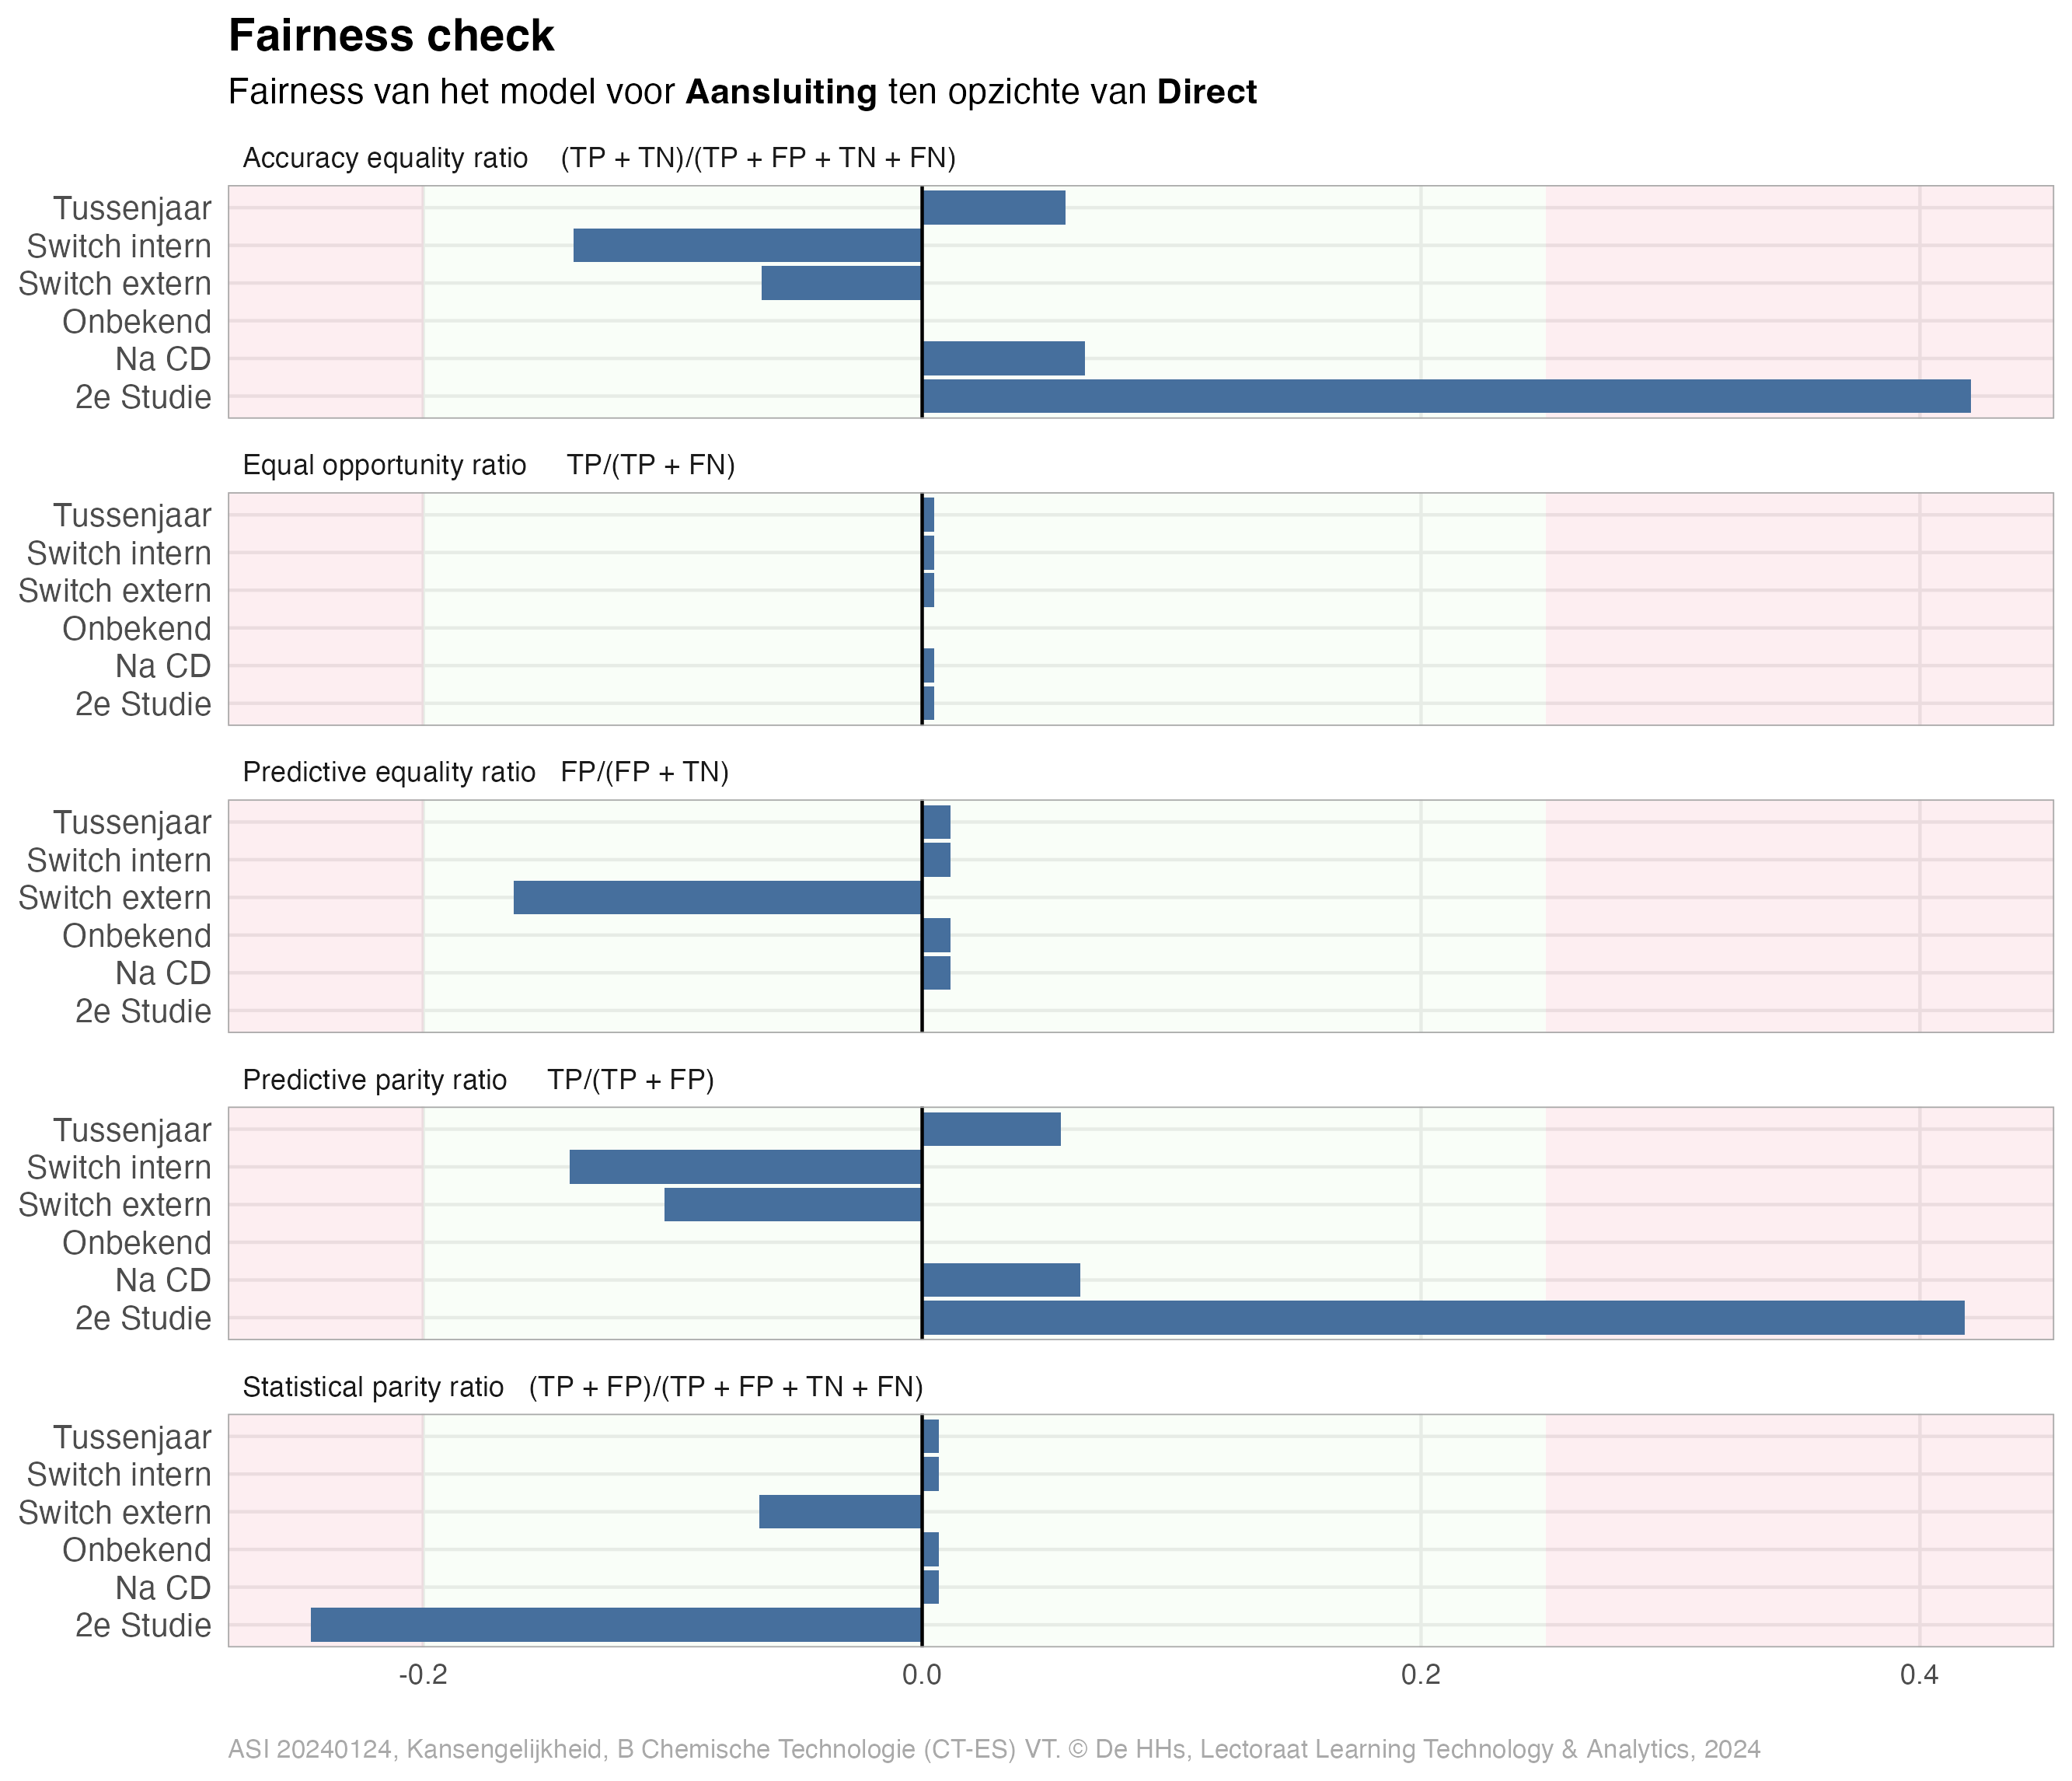 Fairness check
Fairness van het model voor Aansluiting ten opzichte van Direct
Accuracy equality ratio (TP + TN)/(TP + FP + TN + FN)
Tussenjaar
Switch intern
Switch extern
Onbekend
Na CD
2e Studie
Equal opportunity ratio TP/(TP + FN)
Tussenjaar
Switch intern
Switch extern
Onbekend
Na CD
2e Studie
Predictive equality ratio FP/(FP + TN)
Tussenjaar
Switch intern
Switch extern
Onbekend
Na CD
2e Studie
Predictive parity ratio TP/(TP + FP)
Tussenjaar
Switch intern
Switch extern
Onbekend
Na CD
2e Studie
Statistical parity ratio (TP + FP)/(TP + FP + TN + FN)
Tussenjaar
Switch intern
Switch extern
Onbekend
Na CD
2e Studie
-0.2 0.0 0.2 0.4
ASI 20240124, Kansengelijkheid, B Chemische Technologie (CT-ES) VT. © De HHs, Lectoraat Learning Technology & Analytics, 2024